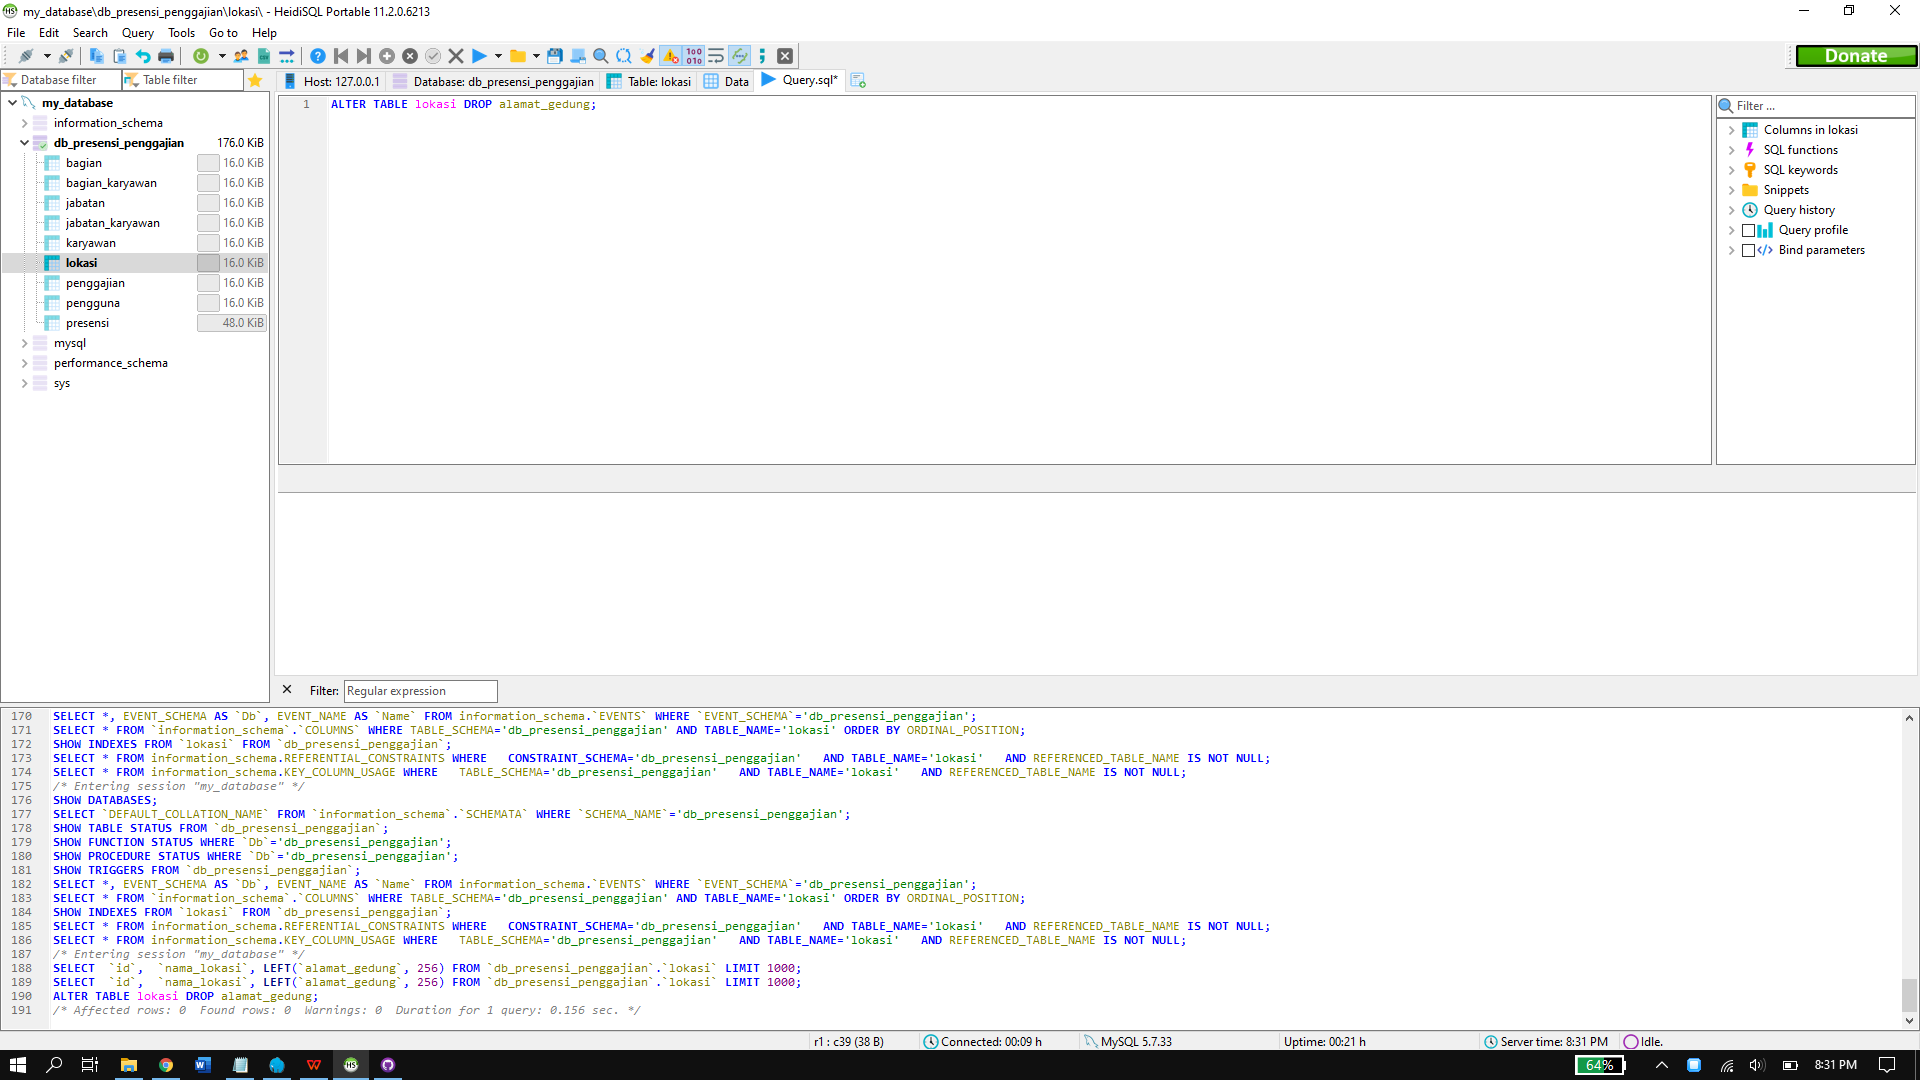 my_database\db_presensi_penggajian\lokasi\ - HeidiSQL Portable 11.2.0.6213
File Edit Search Query Tools Go to Help
Donate
Database filter Table filter
Host: 127.0.0.1 Database: db_presensi_penggajian Table: lokasi Data Query.sql*
my_database
information_schema
db_presensi_penggajian 176.0 KiB
bagian 16.0 KiB
bagian_karyawan 16.0 KiB
jabatan 16.0 KiB
jabatan_karyawan 16.0 KiB
karyawan 16.0 KiB
lokasi 16.0 KiB
penggajian 16.0 KiB
pengguna 16.0 KiB
presensi 48.0 KiB
mysql
performance_schema
sys
1 ALTER TABLE lokasi DROP alamat_gedung;
Filter ...
Columns in lokasi
SQL functions
SQL keywords
Snippets
Query history
Query profile
Bind parameters
Filter: Regular expression
170 SELECT *, EVENT_SCHEMA AS `Db`, EVENT_NAME AS `Name` FROM information_schema.`EVENTS` WHERE `EVENT_SCHEMA`='db_presensi_penggajian';
171 SELECT * FROM `information_schema`.`COLUMNS` WHERE TABLE_SCHEMA='db_presensi_penggajian' AND TABLE_NAME='lokasi' ORDER BY ORDINAL_POSITION;
172 SHOW INDEXES FROM `lokasi` FROM `db_presensi_penggajian`;
173 SELECT * FROM information_schema.REFERENTIAL_CONSTRAINTS WHERE   CONSTRAINT_SCHEMA='db_presensi_penggajian'   AND TABLE_NAME='lokasi'   AND REFERENCED_TABLE_NAME IS NOT NULL;
174 SELECT * FROM information_schema.KEY_COLUMN_USAGE WHERE   TABLE_SCHEMA='db_presensi_penggajian'   AND TABLE_NAME='lokasi'   AND REFERENCED_TABLE_NAME IS NOT NULL;
175 /* Entering session "my_database" */
176 SHOW DATABASES;
177 SELECT `DEFAULT_COLLATION_NAME` FROM `information_schema`.`SCHEMATA` WHERE `SCHEMA_NAME`='db_presensi_penggajian';
178 SHOW TABLE STATUS FROM `db_presensi_penggajian`;
179 SHOW FUNCTION STATUS WHERE `Db`='db_presensi_penggajian';
180 SHOW PROCEDURE STATUS WHERE `Db`='db_presensi_penggajian';
181 SHOW TRIGGERS FROM `db_presensi_penggajian`;
182 SELECT *, EVENT_SCHEMA AS `Db`, EVENT_NAME AS `Name` FROM information_schema.`EVENTS` WHERE `EVENT_SCHEMA`='db_presensi_penggajian';
183 SELECT * FROM `information_schema`.`COLUMNS` WHERE TABLE_SCHEMA='db_presensi_penggajian' AND TABLE_NAME='lokasi' ORDER BY ORDINAL_POSITION;
184 SHOW INDEXES FROM `lokasi` FROM `db_presensi_penggajian`;
185 SELECT * FROM information_schema.REFERENTIAL_CONSTRAINTS WHERE   CONSTRAINT_SCHEMA='db_presensi_penggajian'   AND TABLE_NAME='lokasi'   AND REFERENCED_TABLE_NAME IS NOT NULL;
186 SELECT * FROM information_schema.KEY_COLUMN_USAGE WHERE   TABLE_SCHEMA='db_presensi_penggajian'   AND TABLE_NAME='lokasi'   AND REFERENCED_TABLE_NAME IS NOT NULL;
187 /* Entering session "my_database" */
188 SELECT  `id`,  `nama_lokasi`, LEFT(`alamat_gedung`, 256) FROM `db_presensi_penggajian`.`lokasi` LIMIT 1000;
189 SELECT  `id`,  `nama_lokasi`, LEFT(`alamat_gedung`, 256) FROM `db_presensi_penggajian`.`lokasi` LIMIT 1000;
190 ALTER TABLE lokasi DROP alamat_gedung;
191 /* Affected rows: 0  Found rows: 0  Warnings: 0  Duration for 1 query: 0.156 sec. */
r1 : c39 (38 B) Connected: 00:09 h MySQL 5.7.33 Uptime: 00:21 h Server time: 8:31 PM Idle.
64% 8:31 PM